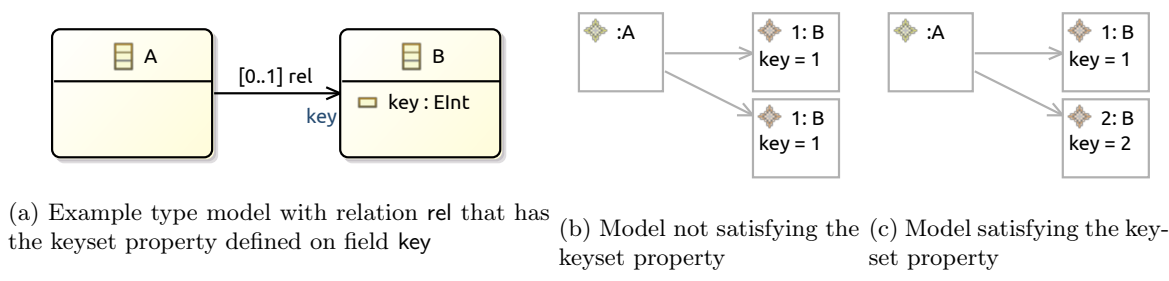 A
B
[0..1] rel
key : EInt
key
(a) Example type model with relation rel that has
the keyset property defined on field key
:A
1: B
key = 1
1: B
key = 1
(b) Model not satisfying the
keyset property
:A
1: B
key = 1
2: B
key = 2
(c) Model satisfying the key-
set property